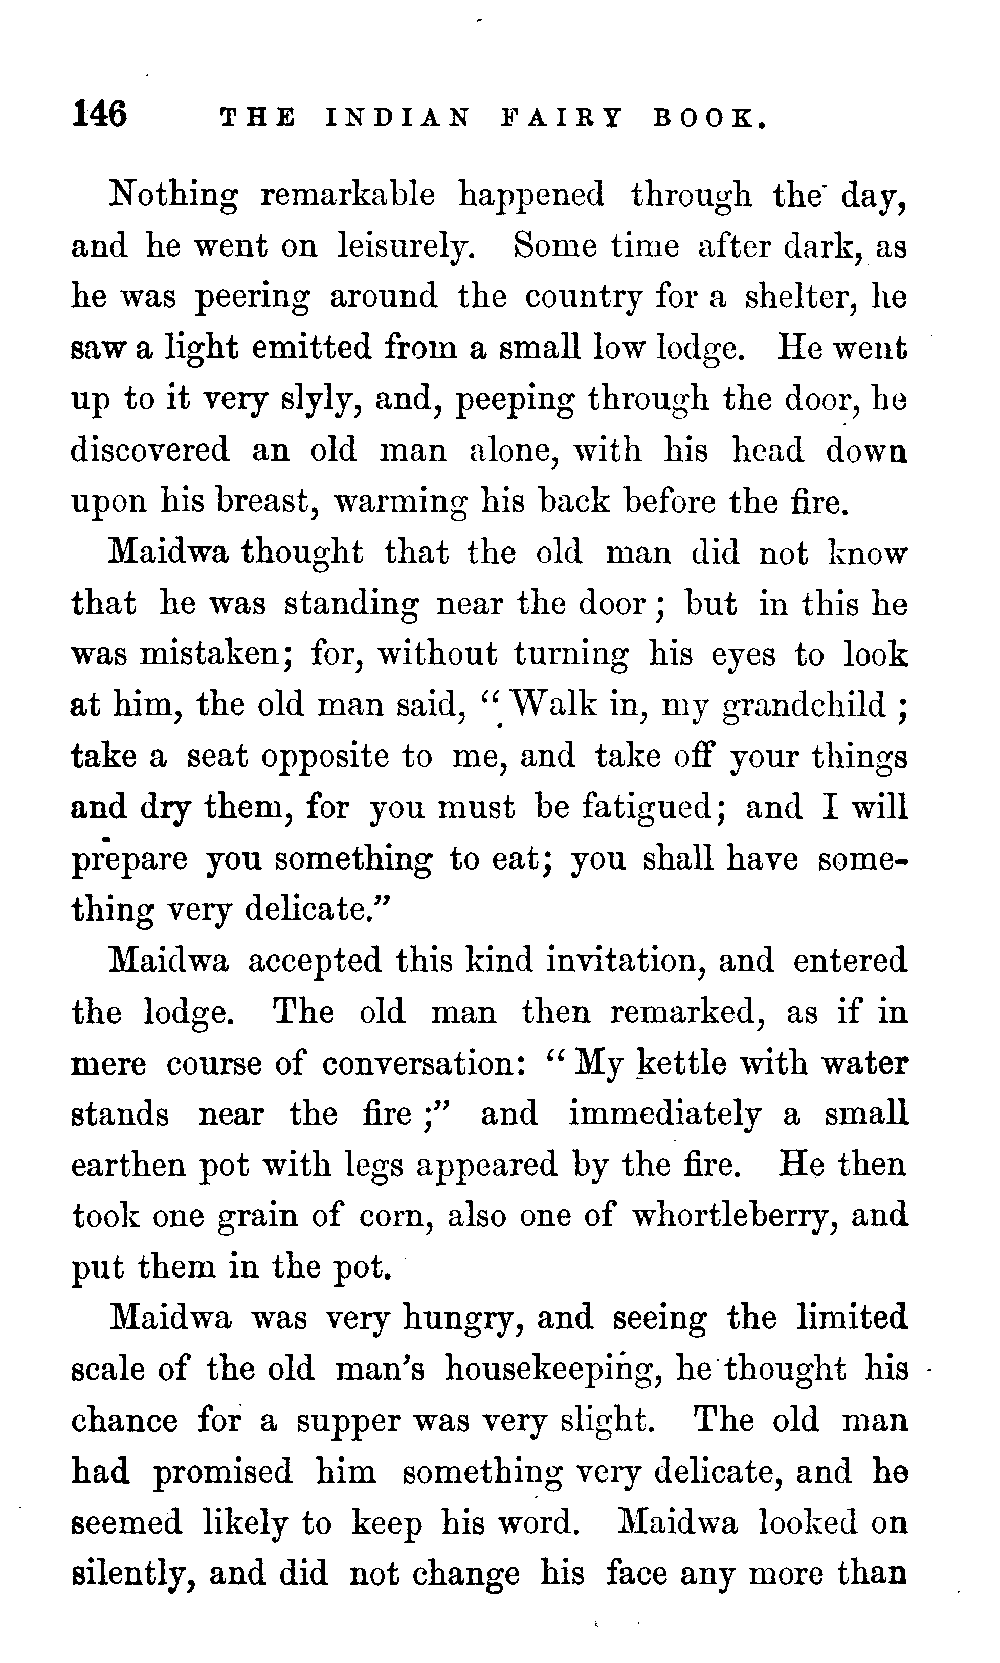 146 THE INDIAN FAIRY BOOK.
Nothing remarkable happened through the day,
and he went on leisurely. Some time after dark, as
he was peering around the country for a shelter, he
saw a light emitted from a small low lodge. He went
up to it very slyly, and, peeping through the door, he
discovered an old man alone, with his head down
upon his breast, warming his back before the fire.
Maidwa thought that the old man did not know
that he was standing near the door; but in this he
was mistaken; for, without turning his eyes to look
at him, the old man said, “Walk in, my grandchild;
take a seat opposite to me, and take off your things
and dry them, for you must be fatigued; and I will
prepare you something to eat; you shall have some-
thing very delicate.”
Maidwa accepted this kind invitation, and entered
the lodge. The old man then remarked, as if in
mere course of conversation: “My kettle with water
stands near the fire;” and immediately a small
earthen pot with legs appeared by the fire. He then
took one grain of corn, also one of whortleberry, and
put them in the pot.
Maidwa was very hungry, and seeing the limited
scale of the old man’s housekeeping, he thought his
chance for a supper was very slight. The old man
had promised him something very delicate, and he
seemed likely to keep his word. Maidwa looked on
silently, and did not change his face any more than